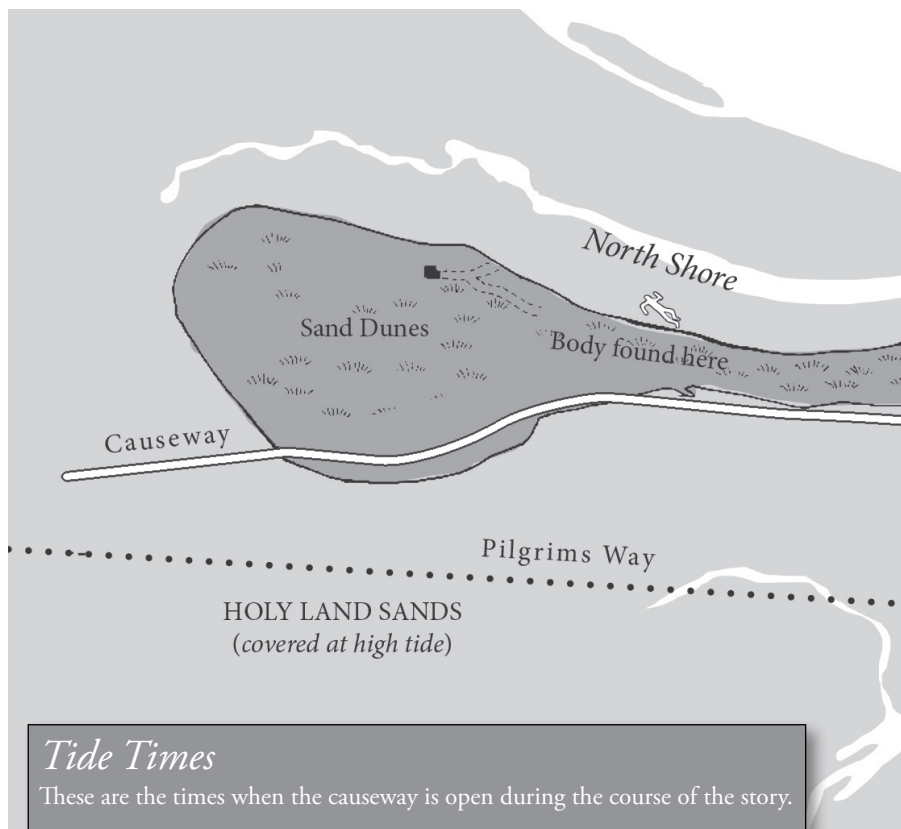 North Shore
Sand Dunes
Body found here
Causeway
Pilgrims Way
HOLY LAND SANDS
(covered at high tide)
Tide Times
These are the times when the causeway is open during the course of the story.